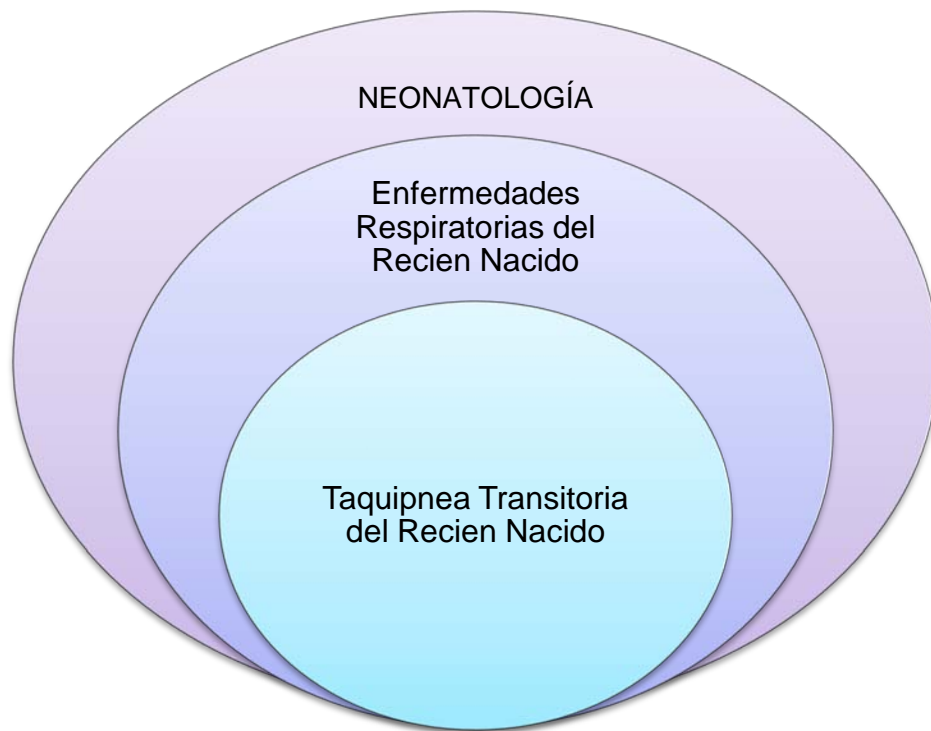 NEONATOLOGÍA
Enfermedades
Respiratorias del
Recien Nacido
Taquipnea Transitoria
del Recien Nacido